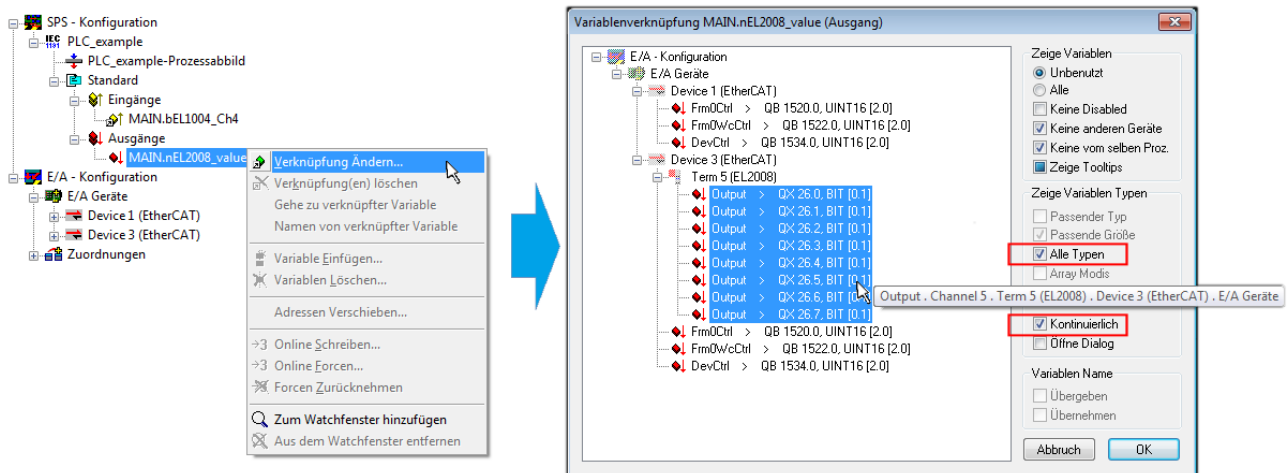 SPS - Konfiguration
IEC
1131
PLC_example
PLC_example-Prozessabbild
Standard
Eingänge
MAIN.bEL1004_Ch4
Ausgänge
MAIN.nEL2008_value
E/A - Konfiguration
E/A Geräte
Device 1 (EtherCAT)
Device 3 (EtherCAT)
Zuordnungen
Verknüpfung Ändern...
Verknüpfung(en) löschen
Gehe zu verknüpfter Variable
Namen von verknüpfter Variable
Variable Einfügen...
Variablen Löschen...
Adressen Verschieben...
Online Schreiben...
Online Forcen...
Forcen Zurücknehmen
Zum Watchfenster hinzufügen
Aus dem Watchfenster entfernen
Variablenverknüpfung MAIN.nEL2008_value (Ausgang)
E/A - Konfiguration
E/A Geräte
Device 1 (EtherCAT)
Frm0Ctrl > QB 1520.0, UINT16 [2.0]
Frm0WcCtrl > QB 1522.0, UINT16 [2.0]
DevCtrl > QB 1534.0, UINT16 [2.0]
Device 3 (EtherCAT)
Term 5 (EL2008)
Output > QX 26.0, BIT [0.1]
Output > QX 26.1, BIT [0.1]
Output > QX 26.2, BIT [0.1]
Output > QX 26.3, BIT [0.1]
Output > QX 26.4, BIT [0.1]
Output > QX 26.5, BIT [0.1]
Output > QX 26.6, BIT [0.1]
Output > QX 26.7, BIT [0.1]
Frm0Ctrl > QB 1520.0, UINT16 [2.0]
Frm0WcCtrl > QB 1522.0, UINT16 [2.0]
DevCtrl > QB 1534.0, UINT16 [2.0]
Output . Channel 5 . Term 5 (EL2008) . Device 3 (EtherCAT) . E/A Geräte
Zeige Variablen
Unbenutzt
Alle
Keine Disabled
Keine anderen Geräte
Keine vom selben Proz.
Zeige Tooltips
Zeige Variablen Typen
Passender Typ
Passende Größe
Alle Typen
Array Modis
Kontinuierlich
Öffne Dialog
Variablen Name
Übergeben
Übernehmen
Abbruch
OK